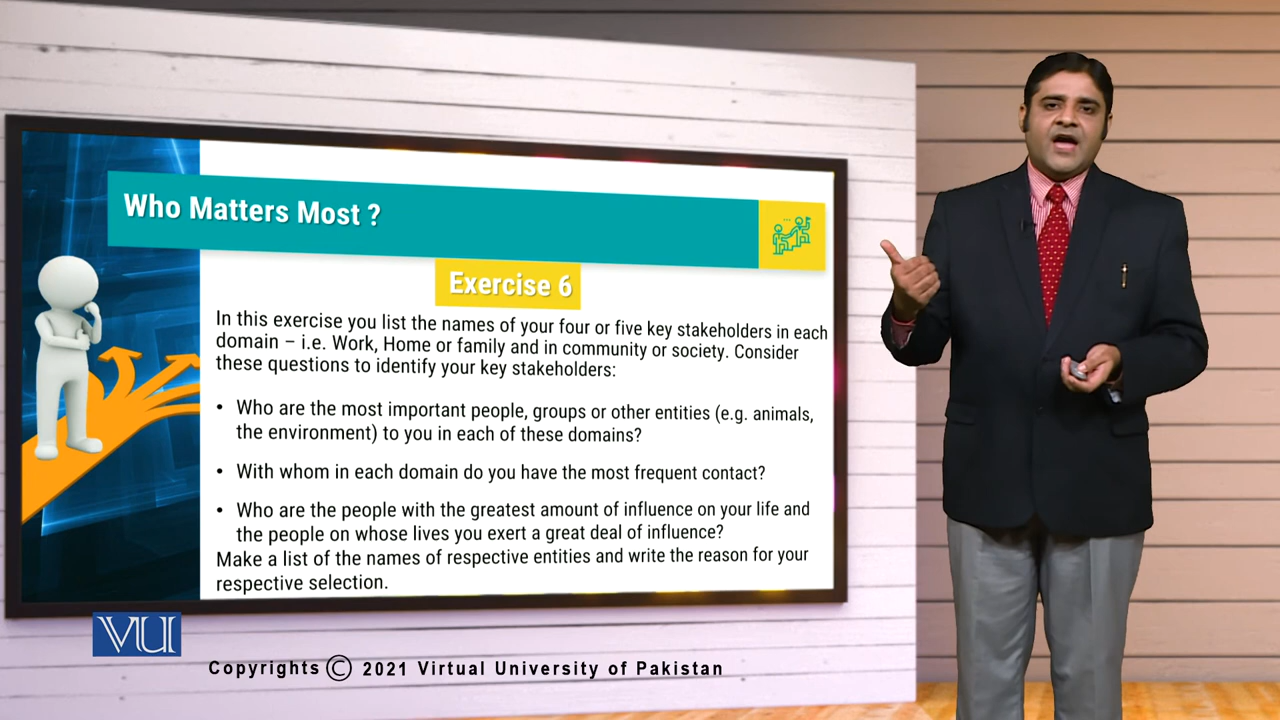 Who Matters Most ?
Exercise 6
In this exercise you list the names of your four or five key stakeholders in each
domain – i.e. Work, Home or family and in community or society. Consider
these questions to identify your key stakeholders:
• Who are the most important people, groups or other entities (e.g. animals,
the environment) to you in each of these domains?
• With whom in each domain do you have the most frequent contact?
• Who are the people with the greatest amount of influence on your life and
the people on whose lives you exert a great deal of influence?
Make a list of the names of respective entities and write the reason for your
respective selection.
VU
Copyrights © 2021 Virtual University of Pakistan